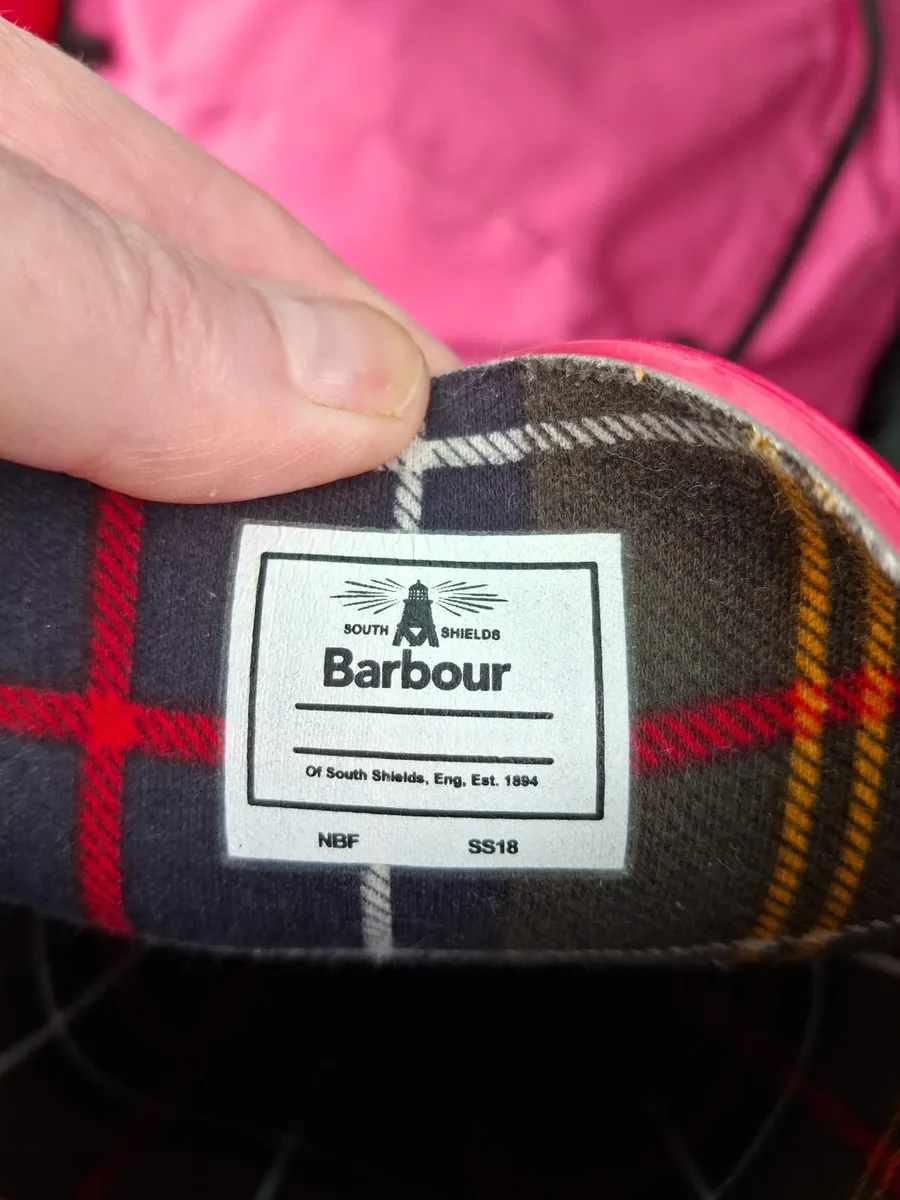 SOUTH SHIELDS
Barbour
Of South Shields, Eng, Est. 1894
NBF SS18